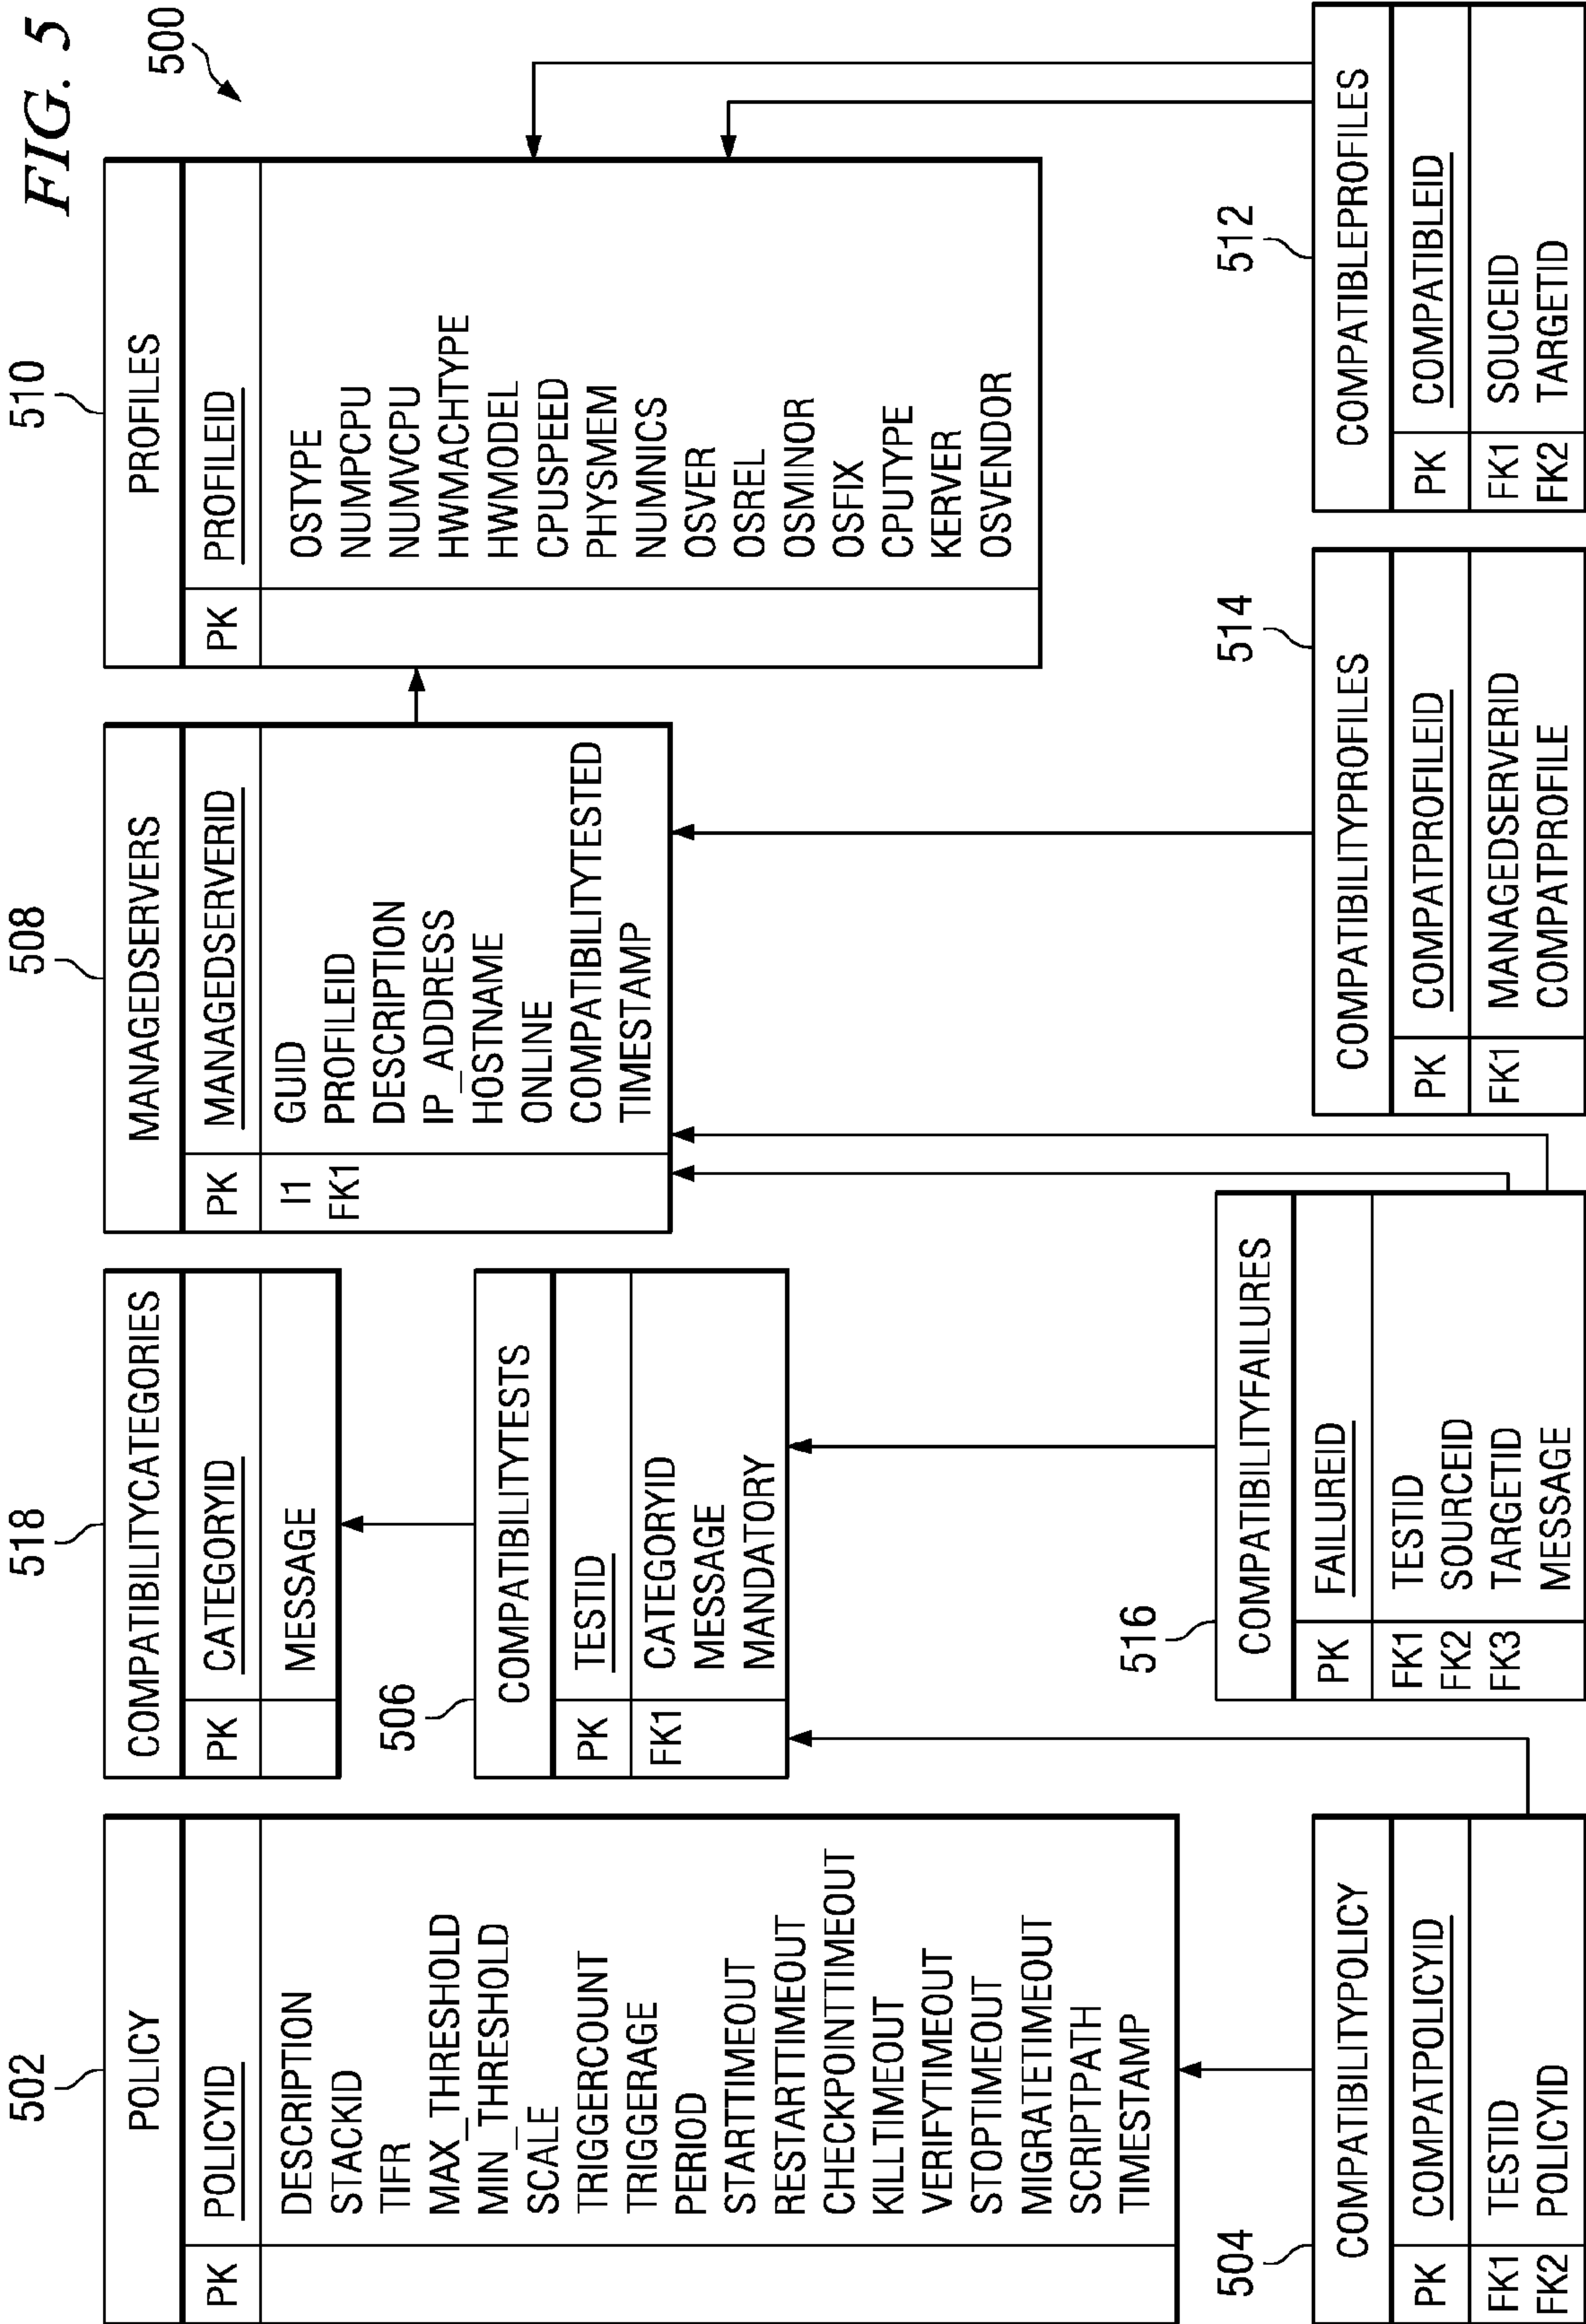 FIG. 5
500
502
POLICY
PK POLICYID
DESCRIPTION
STACKID
TIFR
MAX_THRESHOLD
MIN_THRESHOLD
SCALE
TRIGGERCOUNT
TRIGGERAGE
PERIOD
STARTTIMEOUT
RESTARTTIMEOUT
CHECKPOINTTIMEOUT
KILLTIMEOUT
VERIFYTIMEOUT
STOPTIMEOUT
MIGRATETIMEOUT
SCRIPTPATH
TIMESTAMP
518
COMPATIBILITYCATEGORIES
PK CATEGORYID
MESSAGE
506
COMPATIBILITYTESTS
PK TESTID
FK1 CATEGORYID
MESSAGE
MANDATORY
508
MANAGEDSERVERS
PK MANAGEDSERVERID
I1 GUID
FK1 PROFILEID
DESCRIPTION
IP_ADDRESS
HOSTNAME
ONLINE
COMPATIBILITYTESTED
TIMESTAMP
510
PROFILES
PK PROFILEID
OSTYPE
NUMPCPU
NUMVCPU
HWMACHTYPE
HWMODEL
CPUSPEED
PHYSMEM
NUMNICS
OSVER
OSREL
OSMINOR
OSFIX
CPUTYPE
KERVER
OSVENDOR
504
COMPATIBILITYPOLICY
PK COMPATPOLICYID
FK1 TESTID
FK2 POLICYID
516
COMPATIBILITYFAILURES
PK FAILUREID
FK1 TESTID
FK2 SOURCEID
FK3 TARGETID
MESSAGE
514
COMPATIBILITYPROFILES
PK COMPATPROFILEID
FK1 MANAGEDSERVERID
COMPATPROFILE
512
COMPATIBLEPROFILES
PK COMPATIBLEID
FK1 SOUCEID
FK2 TARGETID